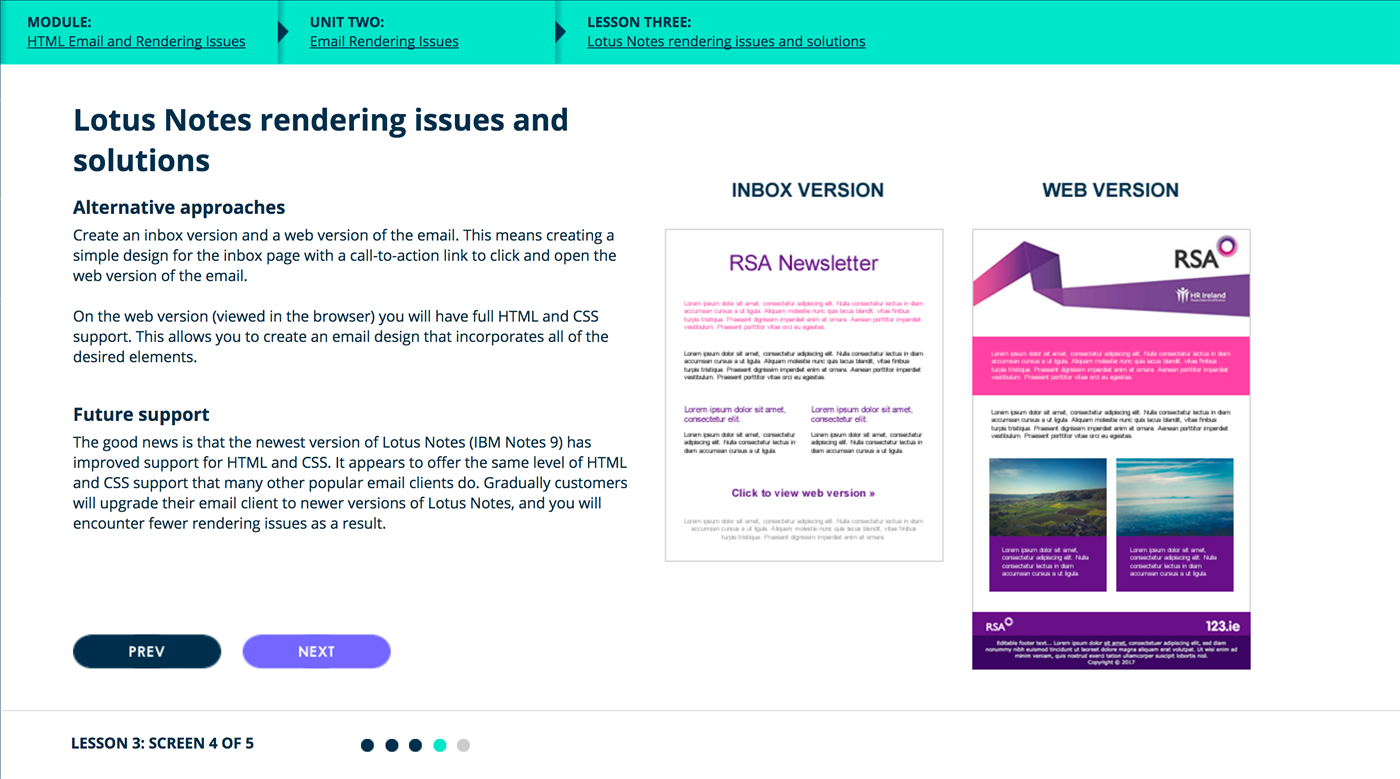 MODULE:
HTML Email and Rendering Issues
UNIT TWO:
Email Rendering Issues
LESSON THREE:
Lotus Notes rendering issues and solutions
Lotus Notes rendering issues and
solutions
Alternative approaches
Create an inbox version and a web version of the email. This means creating a
simple design for the inbox page with a call-to-action link to click and open the
web version of the email.
On the web version (viewed in the browser) you will have full HTML and CSS
support. This allows you to create an email design that incorporates all of the
desired elements.
Future support
The good news is that the newest version of Lotus Notes (IBM Notes 9) has
improved support for HTML and CSS. It appears to offer the same level of HTML
and CSS support that many other popular email clients do. Gradually customers
will upgrade their email client to newer versions of Lotus Notes, and you will
encounter fewer rendering issues as a result.
INBOX VERSION
RSA Newsletter
Lorem ipsum dolor sit amet, consectetur adipiscing elit. Nulla consectetur lectus in diam
accumsan cursus a ut ligula. Aliquam molestie nunc quis lacus blandit, vitae finibus
turpis tristique. Praesent dignissim imperdiet enim et ornare. Aenean porttitor imperdiet
vestibulum. Praesent porttitor vitae orci eu egestas.
Lorem ipsum dolor sit amet, consectetur adipiscing elit. Nulla consectetur lectus in diam
accumsan cursus a ut ligula. Aliquam molestie nunc quis lacus blandit, vitae finibus
turpis tristique. Praesent dignissim imperdiet enim et ornare. Aenean porttitor imperdiet
vestibulum. Praesent porttitor vitae orci eu egestas.
Lorem ipsum dolor sit amet,
consectetur elit.
Lorem ipsum dolor sit amet, consectetur
adipiscing elit. Nulla consectetur lectus in
diam accumsan cursus a ut ligula.
Lorem ipsum dolor sit amet,
consectetur elit.
Lorem ipsum dolor sit amet, consectetur
adipiscing elit. Nulla consectetur lectus in
diam accumsan cursus a ut ligula.
Click to view web version »
Lorem ipsum dolor sit amet, consectetur adipiscing elit. Nulla consectetur lectus in diam
accumsan cursus a ut ligula. Aliquam molestie nunc quis lacus blandit, vitae finibus
turpis tristique. Praesent dignissim imperdiet enim et ornare.
WEB VERSION
RSA
HR Ireland
Lorem ipsum dolor sit amet, consectetur adipiscing elit. Nulla consectetur lectus in diam
accumsan cursus a ut ligula. Aliquam molestie nunc quis lacus blandit, vitae finibus
turpis tristique. Praesent dignissim imperdiet enim et ornare. Aenean porttitor imperdiet
vestibulum. Praesent porttitor vitae orci eu egestas.
Lorem ipsum dolor sit amet, consectetur adipiscing elit. Nulla consectetur lectus in diam
accumsan cursus a ut ligula. Aliquam molestie nunc quis lacus blandit, vitae finibus
turpis tristique. Praesent dignissim imperdiet enim et ornare. Aenean porttitor imperdiet
vestibulum. Praesent porttitor vitae orci eu egestas.
Lorem ipsum dolor sit amet,
consectetur adipiscing elit. Nulla
consectetur lectus in diam
accumsan cursus a ut ligula.
Lorem ipsum dolor sit amet,
consectetur adipiscing elit. Nulla
consectetur lectus in diam
accumsan cursus a ut ligula.
RSA
123.ie
Editable footer text... Lorem ipsum dolor sit amet, consectetuer adipiscing elit, sed diam
nonummy nibh euismod tincidunt ut laoreet dolore magna aliquam erat volutpat. Ut wisi enim ad
minim veniam, quis nostrud exerci tation ullamcorper suscipit lobortis nisl.
Copyright © 2017
PREV
NEXT
LESSON 3: SCREEN 4 OF 5